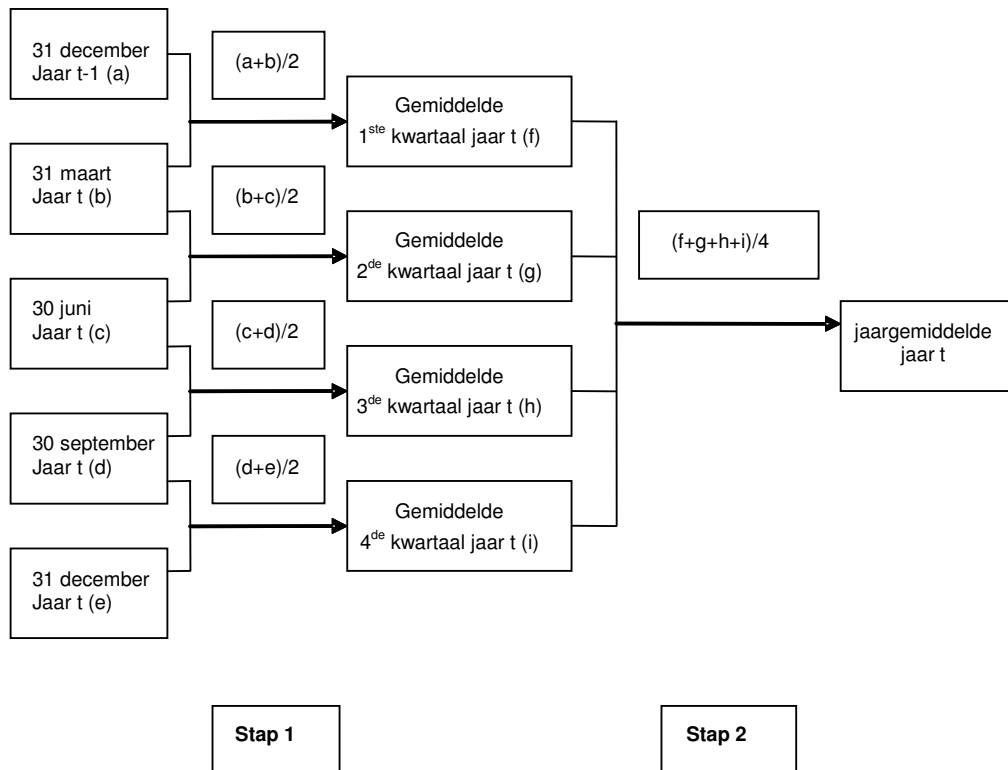 31 december
Jaar t-1 (a)
(a+b)/2
Gemiddelde
1ste kwartaal jaar t (f)
31 maart
Jaar t (b)
(b+c)/2
Gemiddelde
2de kwartaal jaar t (g)
(f+g+h+i)/4
30 juni
Jaar t (c)
(c+d)/2
jaargemiddelde
jaar t
Gemiddelde
3de kwartaal jaar t (h)
30 september
Jaar t (d)
(d+e)/2
Gemiddelde
4de kwartaal jaar t (i)
31 december
Jaar t (e)
Stap 1
Stap 2